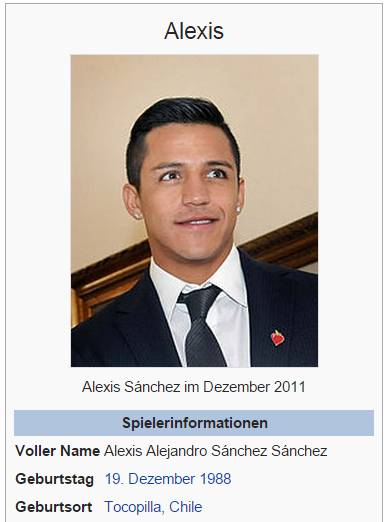 Alexis
Alexis Sánchez im Dezember 2011
Spielerinformationen
Voller Name Alexis Alejandro Sánchez Sánchez
Geburtstag 19. Dezember 1988
Geburtsort Tocopilla, Chile